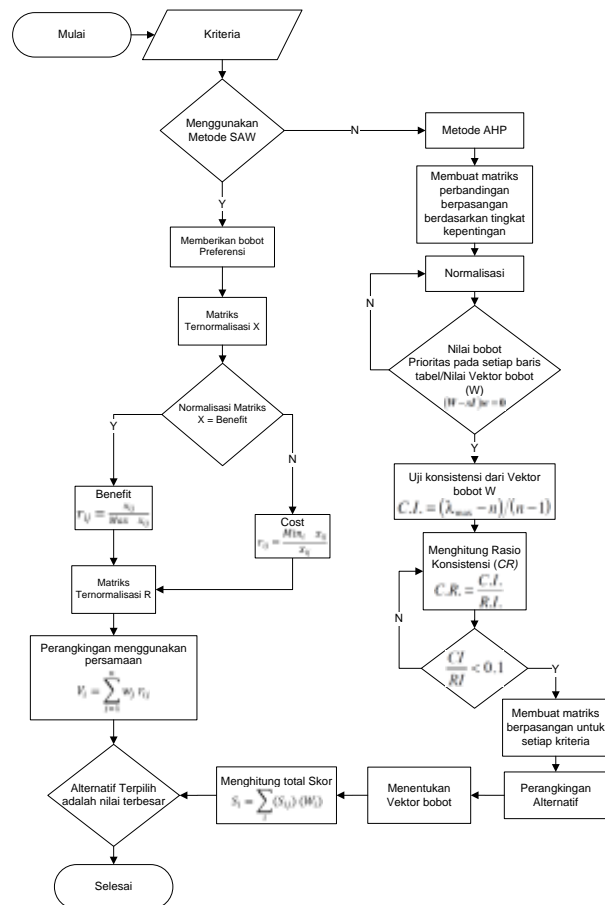 Mulai
Kriteria
Menggunakan
Metode SAW
N
Metode AHP
Membuat matriks
perbandingan
berpasangan
berdasarkan tingkat
kepentingan
Y
Memberikan bobot
Preferensi
Normalisasi
N
Matriks
Ternormalisasi X
Nilai bobot
Prioritas pada setiap baris
tabel/Nilai Vektor bobot
(W)
Normalisasi Matriks
X = Benefit
Y
N
Y
Benefit
Uji konsistensi dari Vektor
bobot W
C.I. = (λmax − n)/(n − 1)
Cost
Menghitung Rasio
Konsistensi (CR)
C.R. = C.I. / R.I.
Matriks
Ternormalisasi R
N
Perangkingan menggunakan
persamaan
CI / RI < 0.1
Y
Membuat matriks
berpasangan untuk
setiap kriteria
Alternatif Terpilih
adalah nilai terbesar
Menghitung total Skor
Menentukan
Vektor bobot
Perangkingan
Alternatif
Selesai